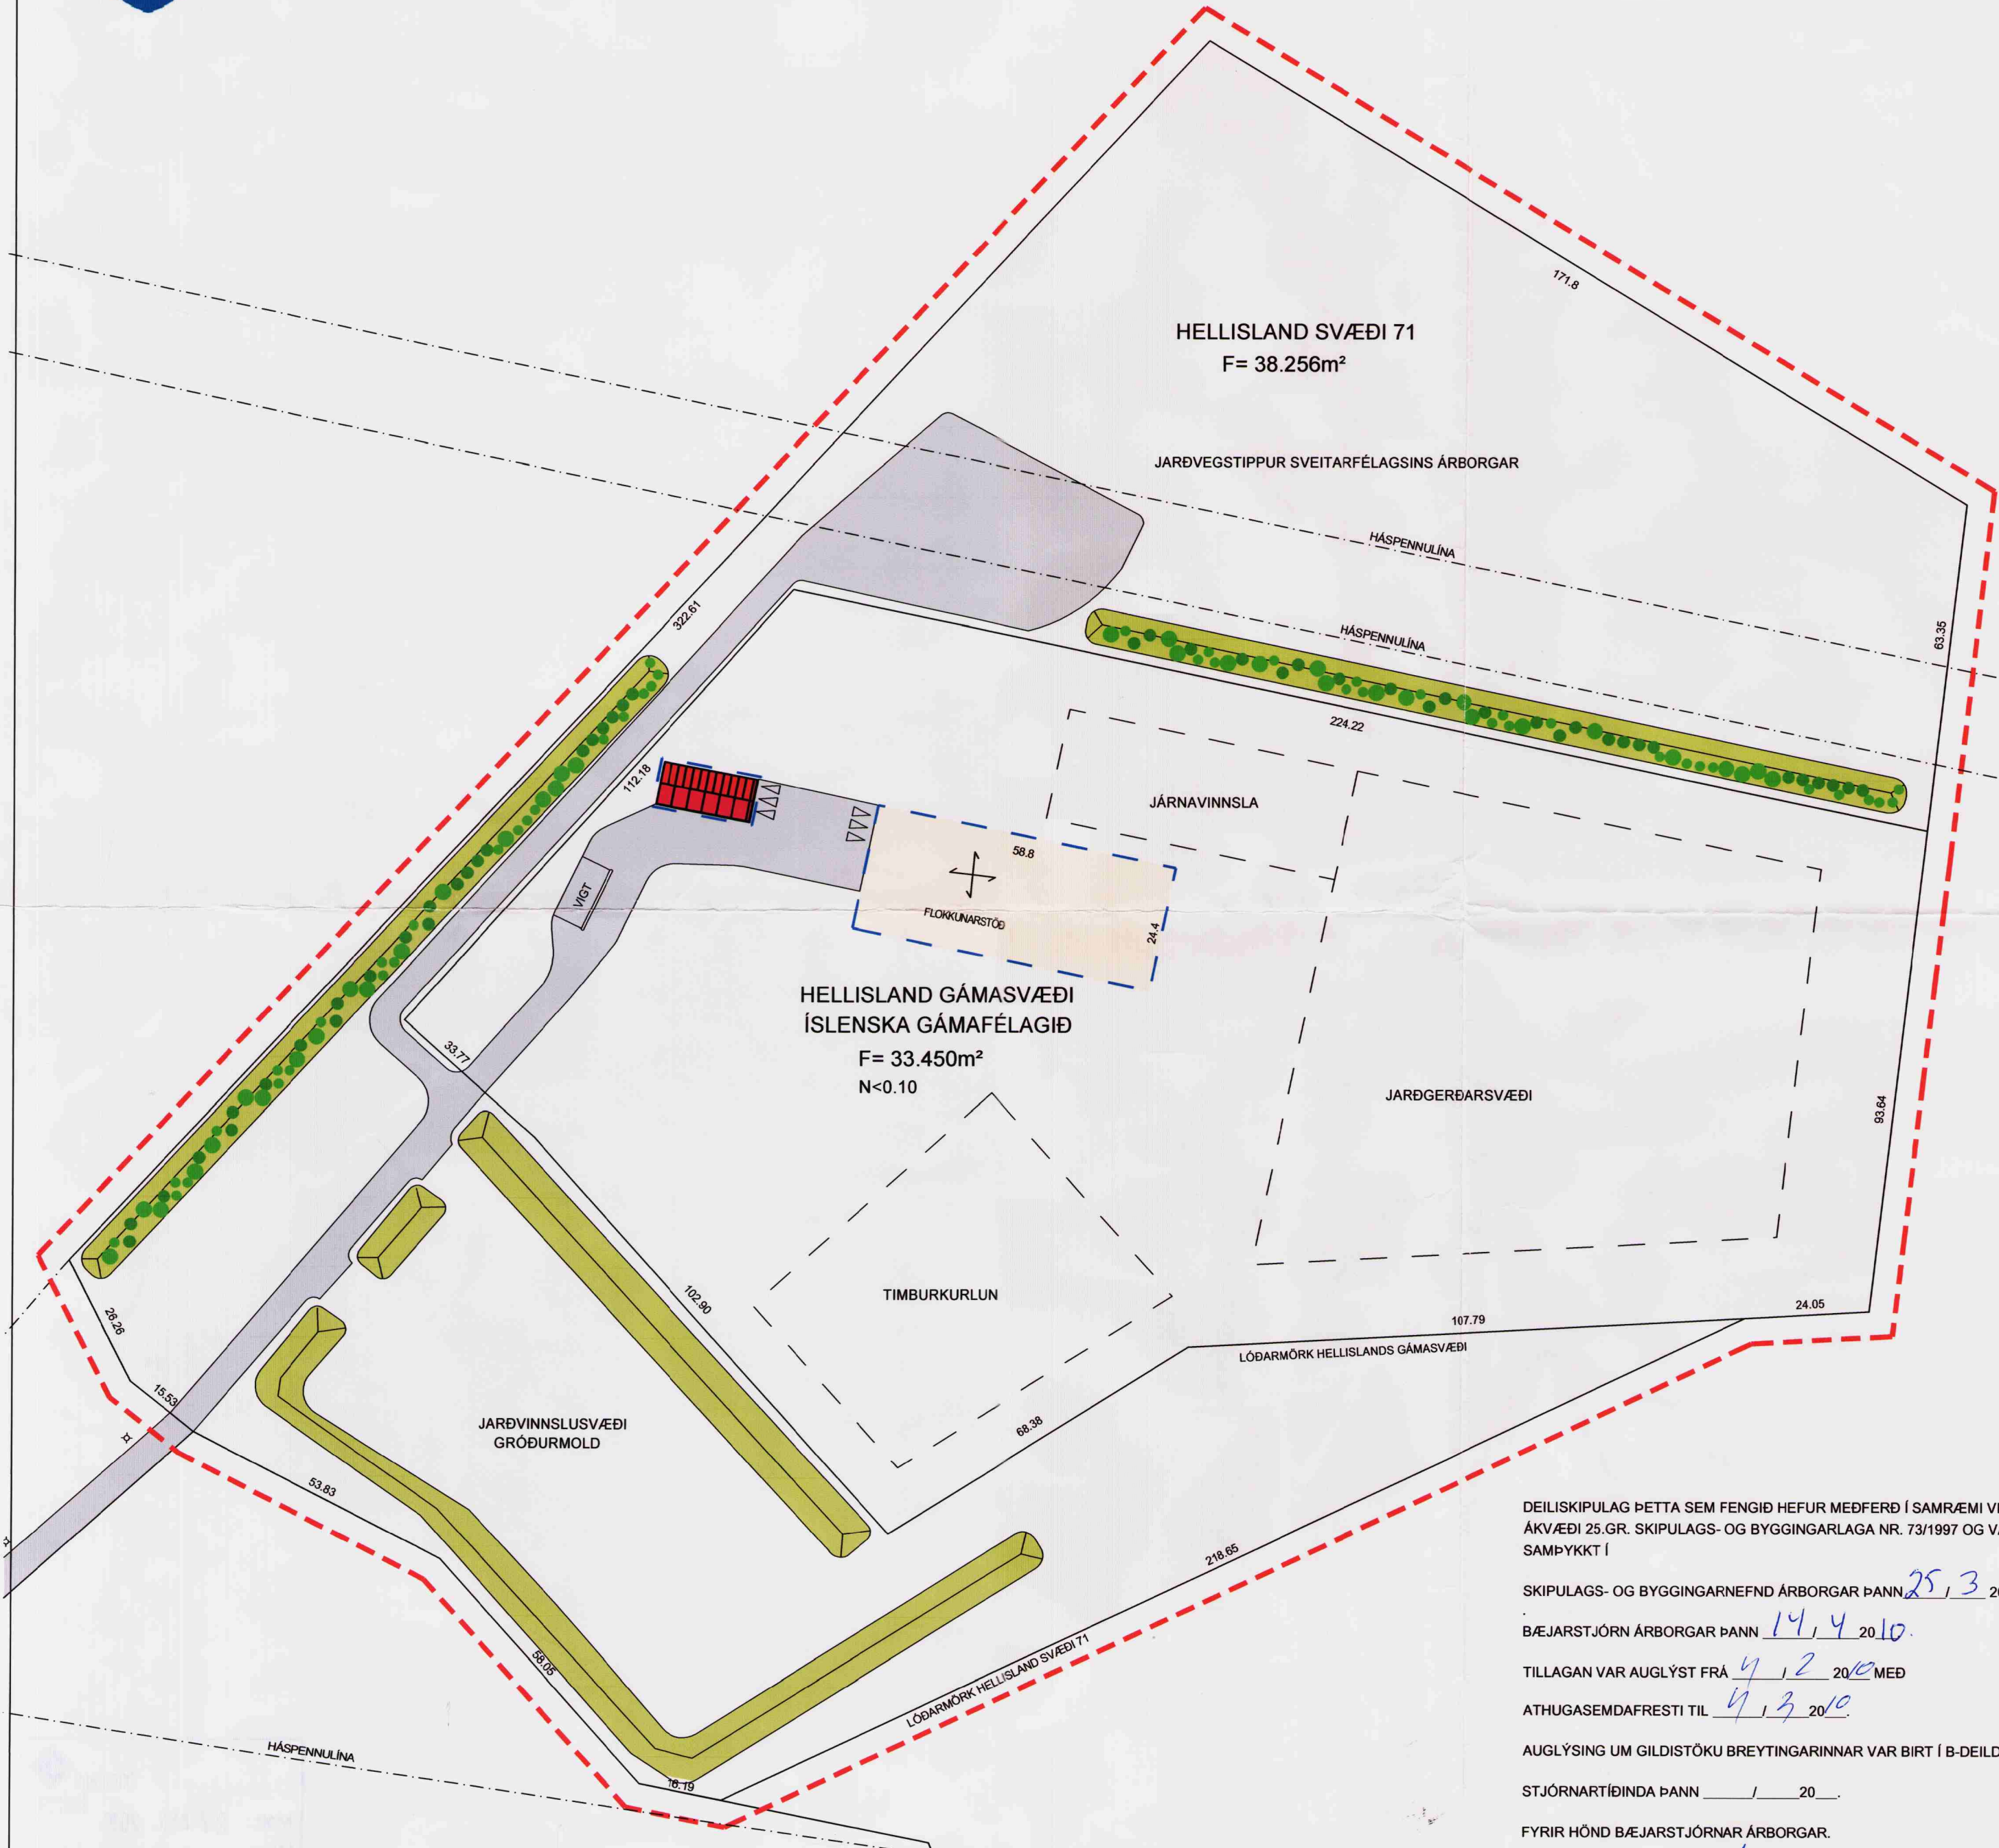 171.8
HELLISLAND SVÆÐI 71
F= 38.256m²
JARÐVEGSTIPPUR SVEITARFÉLAGSINS ÁRBORGAR
HÁSPENNULÍNA
HÁSPENNULÍNA
322.61
63.35
224.22
112.18
JÁRNAVINNSLA
58.8
VIGT
FLOKKUNARSTÖÐ
24.4
HELLISLAND GÁMASVÆÐI
ÍSLENSKA GÁMAFÉLAGIÐ
F= 33.450m²
N<0.10
33.77
JARÐGERÐARSVÆÐI
93.64
TIMBURKURLUN
102.90
26.26
24.05
107.79
LÓÐARMÖRK HELLISLANDS GÁMASVÆÐI
15.53
JARÐVINNSLUSVÆÐI
GRÓÐURMOLD
68.38
53.83
218.65
58.05
LÓÐARMÖRK HELLISLAND SVÆÐI 71
HÁSPENNULÍNA
16.19
DEILISKIPULAG ÞETTA SEM FENGIÐ HEFUR MEÐFERÐ Í SAMRÆMI
ÁKVÆÐI 25.GR. SKIPULAGS- OG BYGGINGARLAGA NR. 73/1997 OG
SAMÞYKKT Í
SKIPULAGS- OG BYGGINGARNEFND ÁRBORGAR ÞANN 25 / 3
BÆJARSTJÓRN ÁRBORGAR ÞANN 14 / 4 2010.
TILLAGAN VAR AUGLÝST FRÁ 4 / 2 2010 MEÐ
ATHUGASEMDAFRESTI TIL 4 / 3 2010.
AUGLÝSING UM GILDISTÖKU BREYTINGARINNAR VAR BIRT Í B-DEILD
STJÓRNARTÍÐINDA ÞANN ____/____20__.
FYRIR HÖND BÆJARSTJÓRNAR ÁRBORGAR.